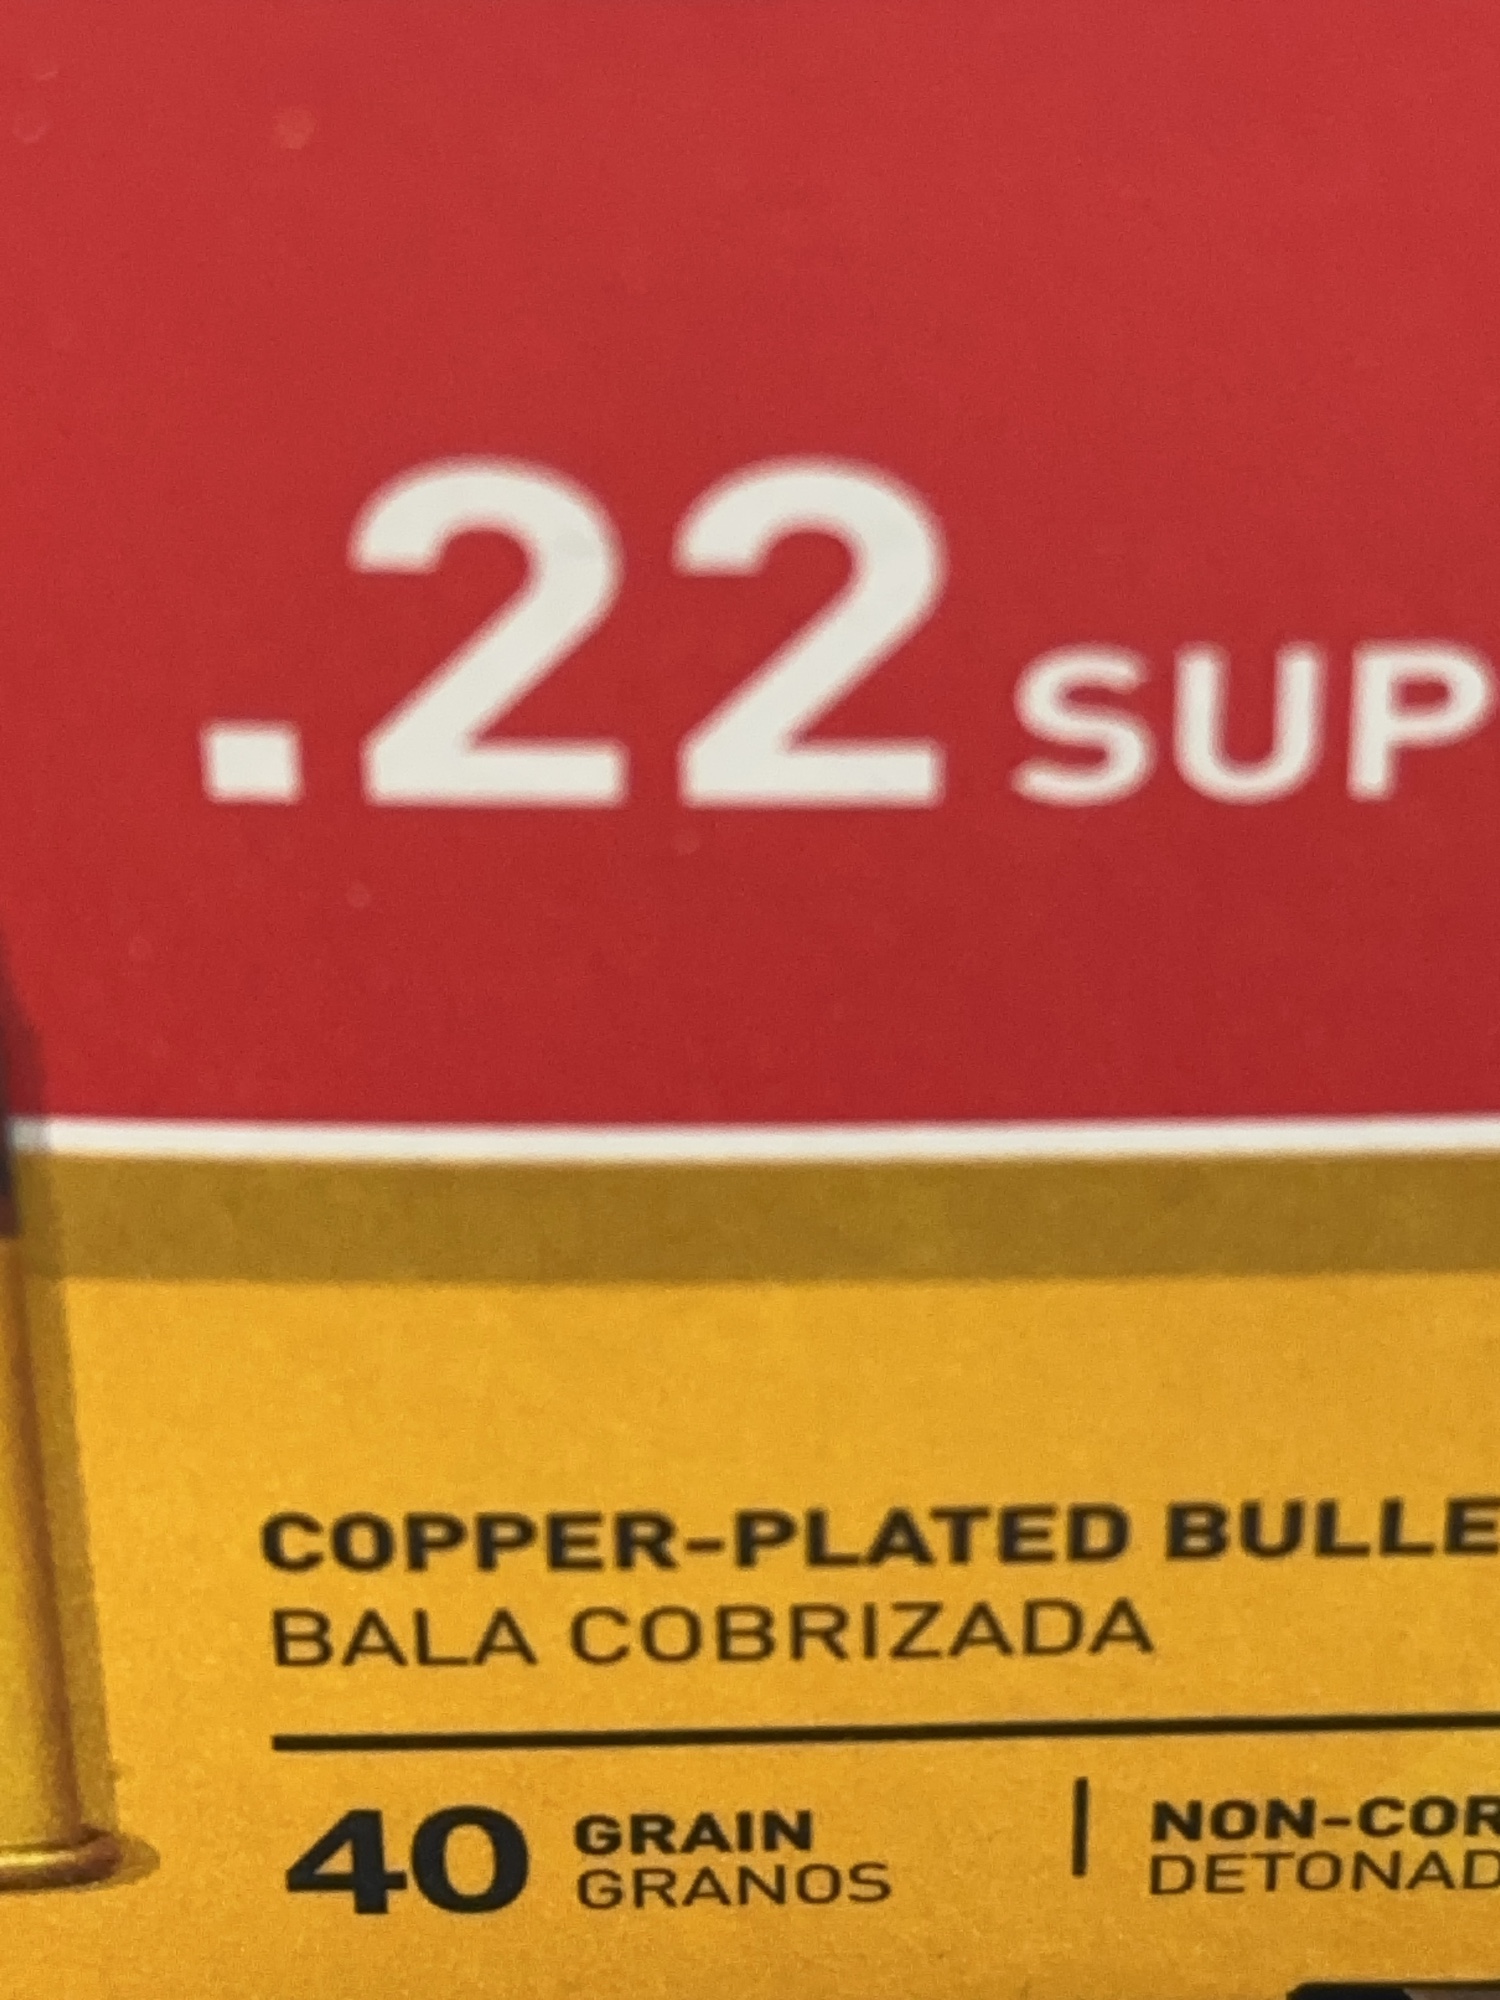 .22 SUP
COPPER-PLATED BULLE
BALA COBRIZADA
40 GRAIN
GRANOS
NON-COR
DETONAD